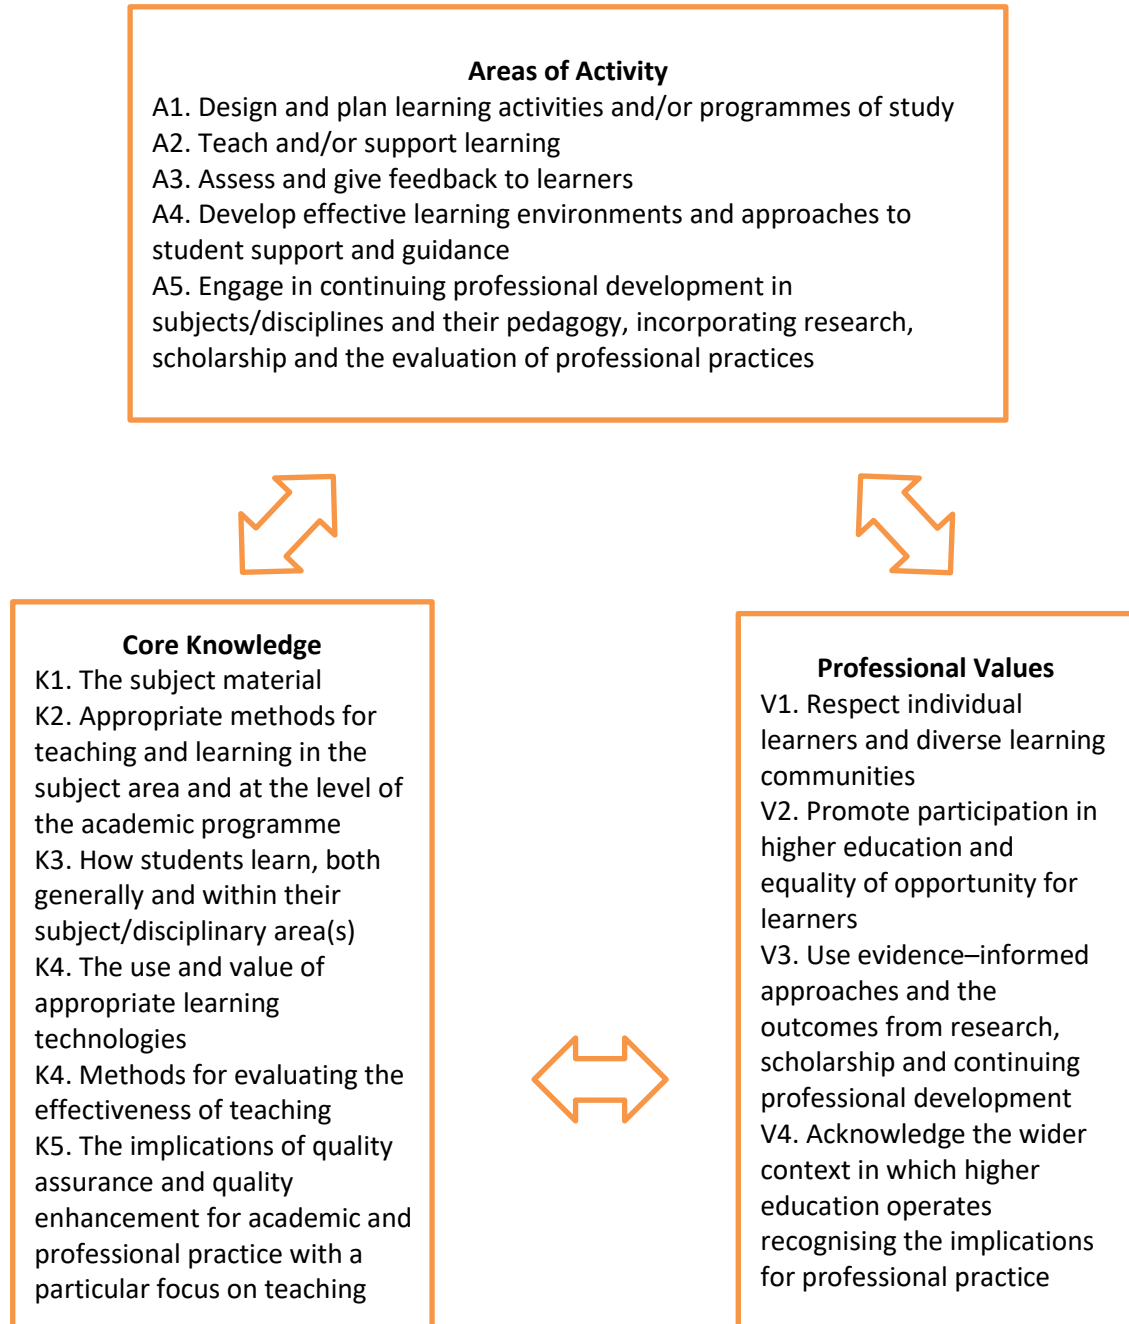 Areas of Activity
A1. Design and plan learning activities and/or programmes of study
A2. Teach and/or support learning
A3. Assess and give feedback to learners
A4. Develop effective learning environments and approaches to
student support and guidance
A5. Engage in continuing professional development in
subjects/disciplines and their pedagogy, incorporating research,
scholarship and the evaluation of professional practices
Core Knowledge
K1. The subject material
K2. Appropriate methods for
teaching and learning in the
subject area and at the level of
the academic programme
K3. How students learn, both
generally and within their
subject/disciplinary area(s)
K4. The use and value of
appropriate learning
technologies
K4. Methods for evaluating the
effectiveness of teaching
K5. The implications of quality
assurance and quality
enhancement for academic and
professional practice with a
particular focus on teaching
Professional Values
V1. Respect individual
learners and diverse learning
communities
V2. Promote participation in
higher education and
equality of opportunity for
learners
V3. Use evidence–informed
approaches and the
outcomes from research,
scholarship and continuing
professional development
V4. Acknowledge the wider
context in which higher
education operates
recognising the implications
for professional practice